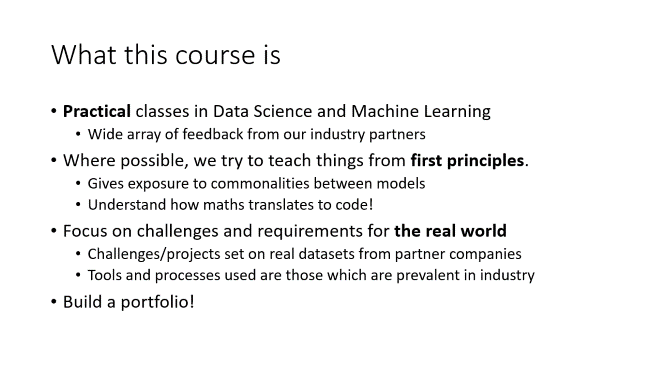 What this course is
• Practical classes in Data Science and Machine Learning
• Wide array of feedback from our industry partners
• Where possible, we try to teach things from first principles.
• Gives exposure to commonalities between models
• Understand how maths translates to code!
• Focus on challenges and requirements for the real world
• Challenges/projects set on real datasets from partner companies
• Tools and processes used are those which are prevalent in industry
• Build a portfolio!